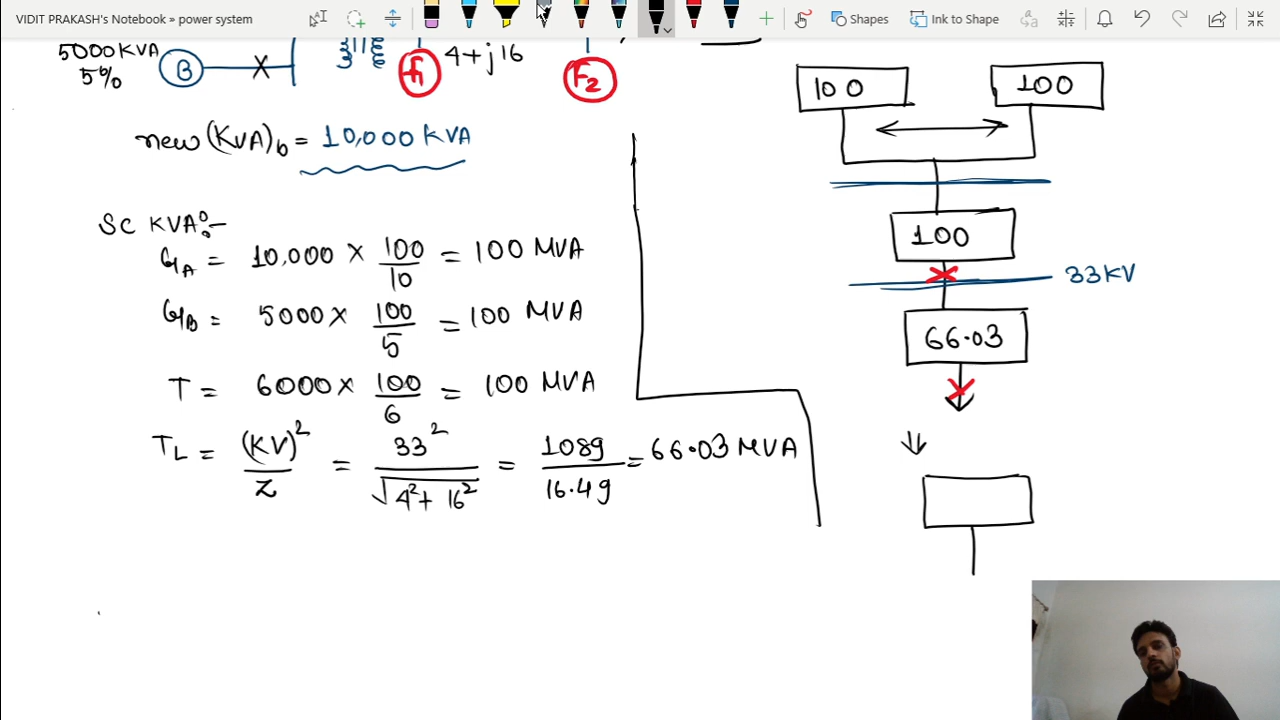 VIDIT PRAKASH's Notebook » power system
Shapes
Ink to Shape
5000KVA
5%
B
f1
4+j16
F2
new (KVA)b = 10,000 KVA
SC KVA:-
GA = 10,000 × 100/10 = 100 MVA
GB = 5000 × 100/5 = 100 MVA
T = 6000 × 100/6 = 100 MVA
TL = (KV)²/Z = 33²/√4²+16² = 1089/16.49 = 66.03 MVA
100
100
100
33KV
66.03